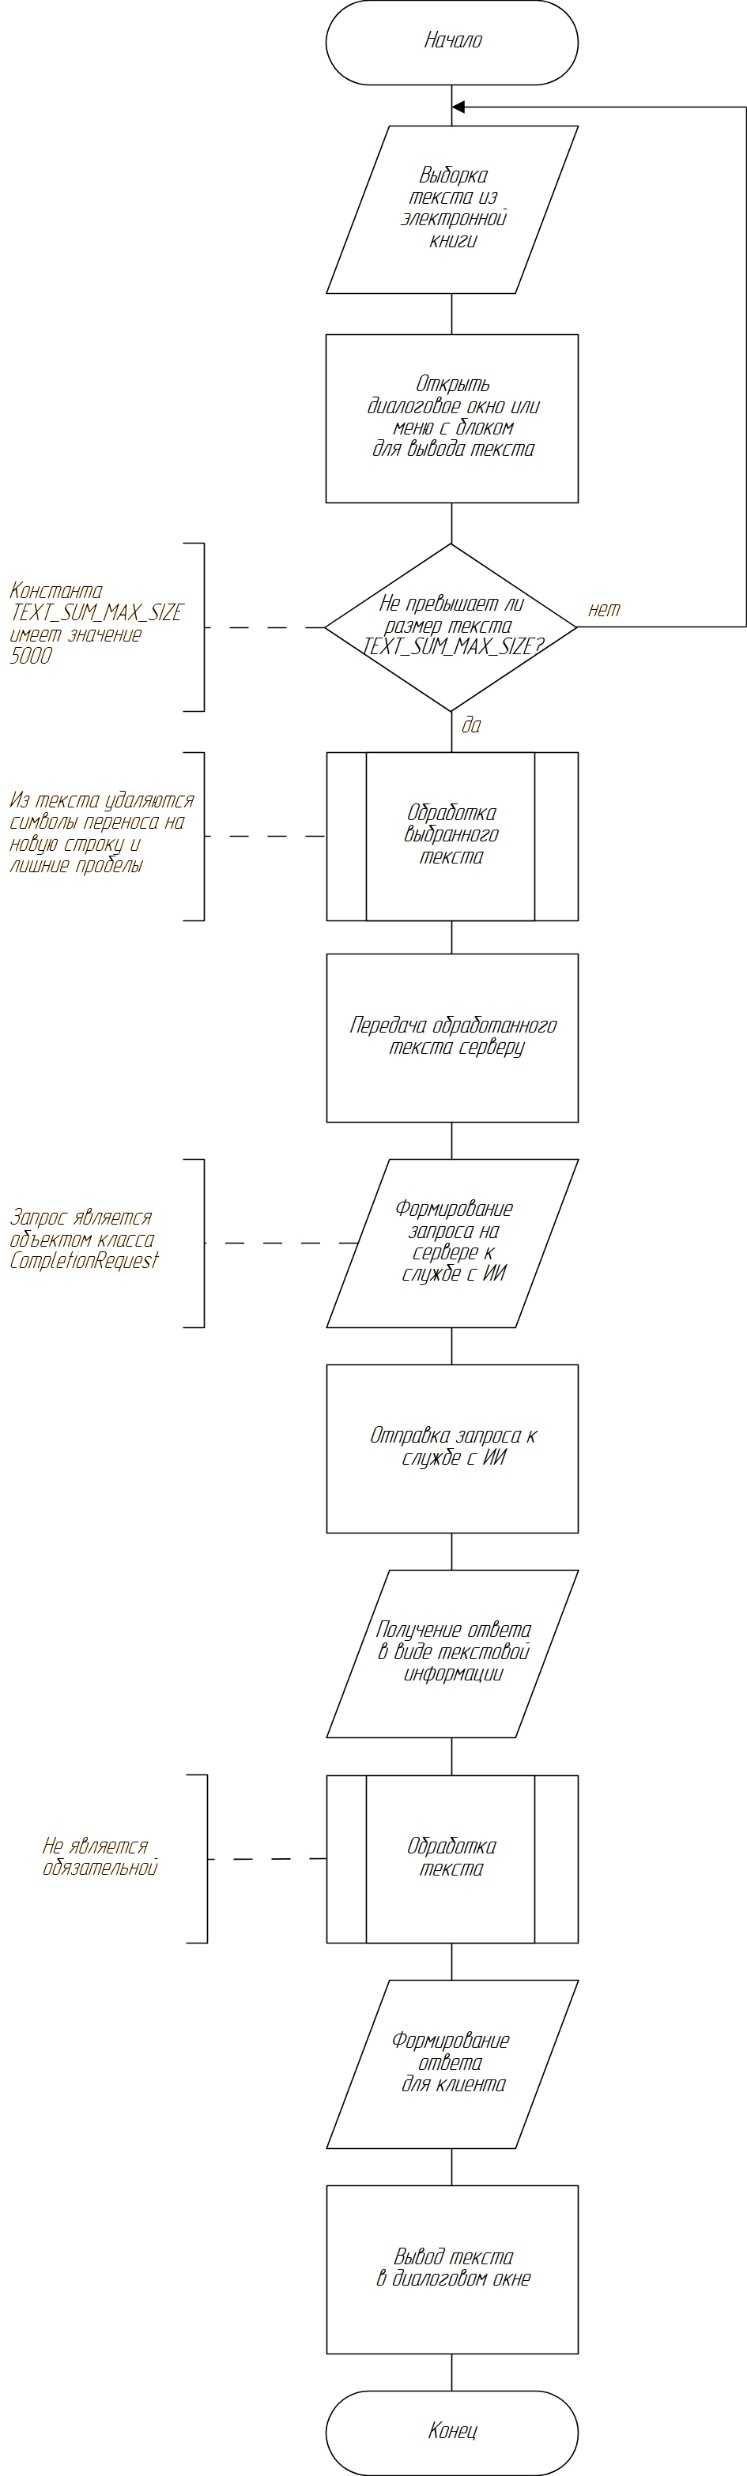 Начало
Выборка
текста из
электронной
книги
Открыть
диалоговое окно или
меню с блоком
для вывода текста
Константа
TEXT_SUM_MAX_SIZE
имеет значение
5000
Не превышает ли
размер текста
TEXT_SUM_MAX_SIZE?
нет
да
Из текста удаляются
символы переноса на
новую строку и
лишние пробелы
Обработка
выбранного
текста
Передача обработанного
текста серверу
Запрос является
объектом класса
CompletionRequest
Формирование
запроса на
сервере к
службе с ИИ
Отправка запроса к
службе с ИИ
Получение ответа
в виде текстовой
информации
Не является
обязательной
Обработка
текста
Формирование
ответа
для клиента
Вывод текста
в диалоговом окне
Конец